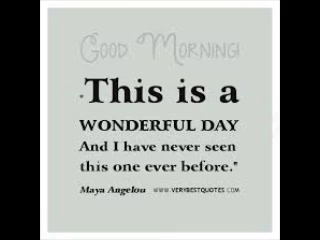 Good Morning!
"This is a
WONDERFUL DAY
And I have never seen
this one ever before."
Maya Angelou WWW.VERYBESTQUOTES.COM